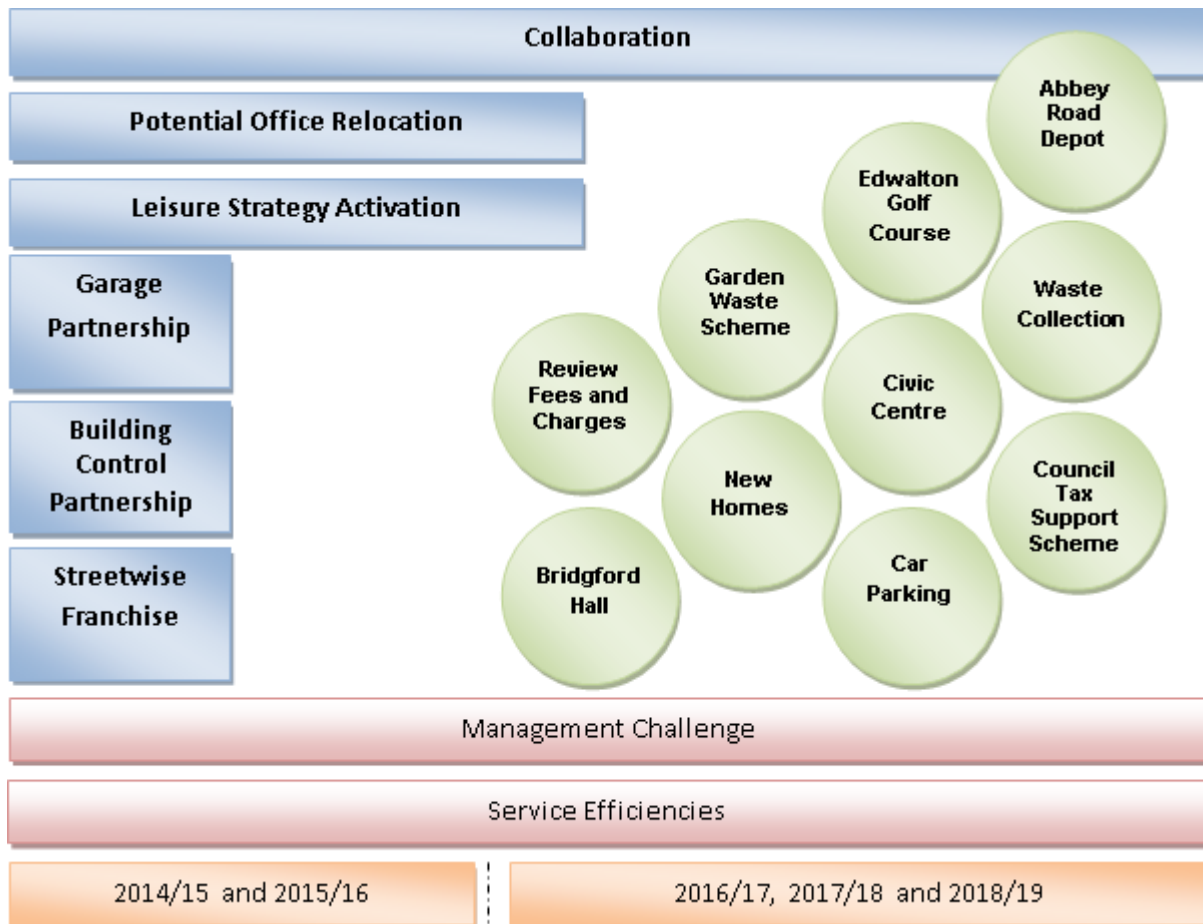 Collaboration
Potential Office Relocation
Leisure Strategy Activation
Garage
Partnership
Building
Control
Partnership
Streetwise
Franchise
Abbey
Road
Depot
Edwalton
Golf
Course
Garden
Waste
Scheme
Waste
Collection
Review
Fees and
Charges
Civic
Centre
New
Homes
Council
Tax
Support
Scheme
Bridgford
Hall
Car
Parking
Management Challenge
Service Efficiencies
2014/15 and 2015/16
2016/17, 2017/18 and 2018/19